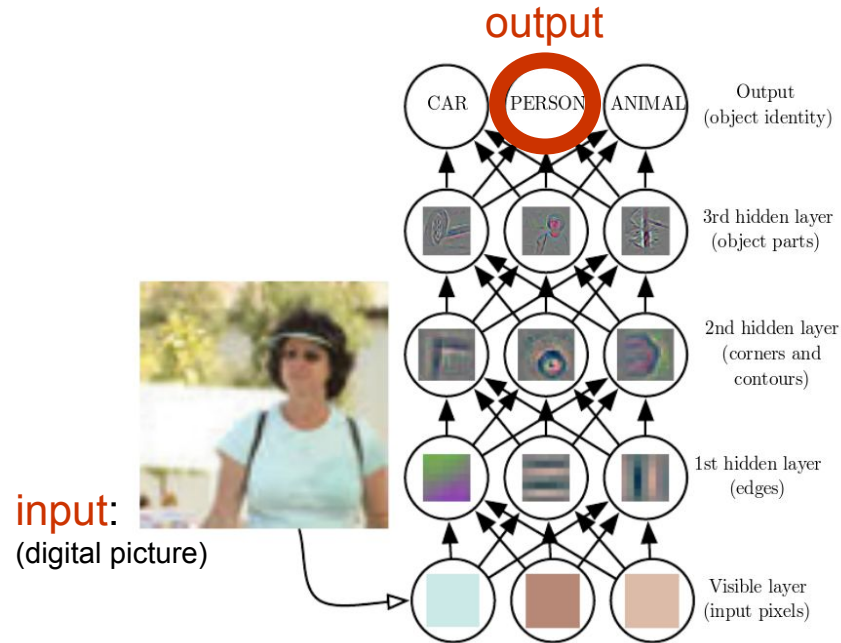 output
CAR
PERSON
ANIMAL
Output
(object identity)
3rd hidden layer
(object parts)
2nd hidden layer
(corners and
contours)
1st hidden layer
(edges)
input:
(digital picture)
Visible layer
(input pixels)